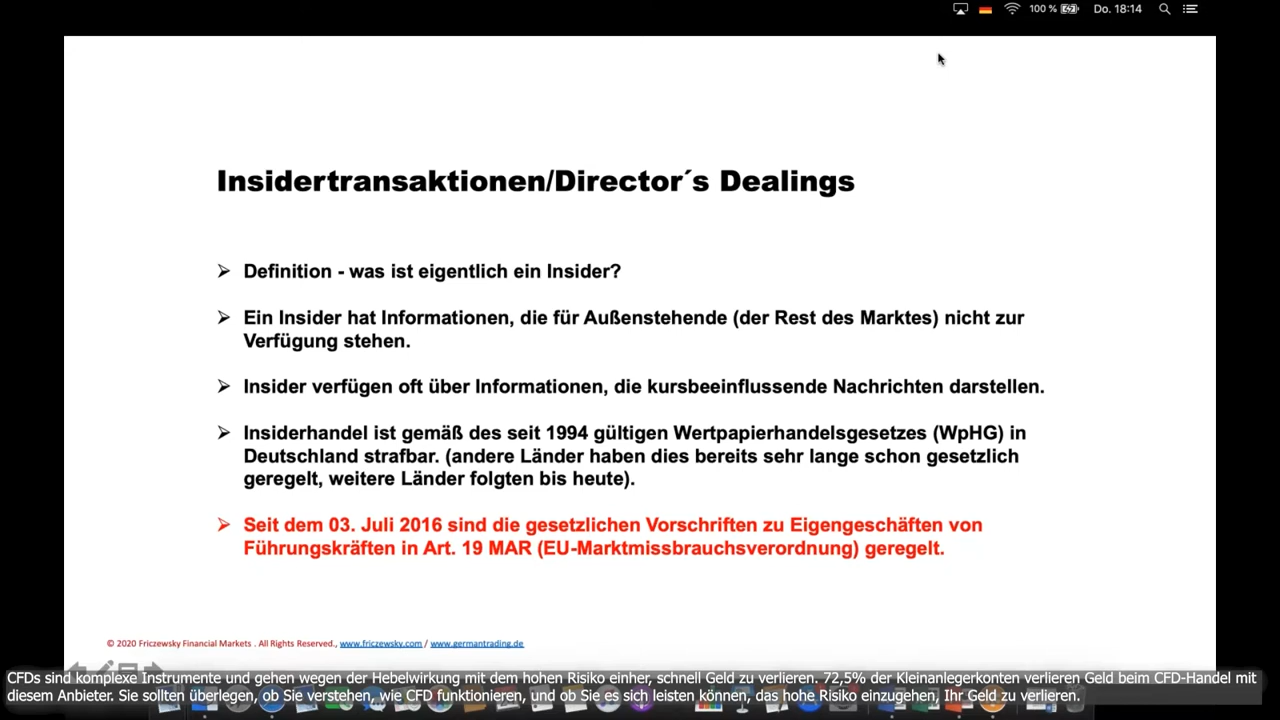 100 % Do. 18:14
Insidertransaktionen/Director´s Dealings
➢ Definition - was ist eigentlich ein Insider?
➢ Ein Insider hat Informationen, die für Außenstehende (der Rest des Marktes) nicht zur
Verfügung stehen.
➢ Insider verfügen oft über Informationen, die kursbeeinflussende Nachrichten darstellen.
➢ Insiderhandel ist gemäß des seit 1994 gültigen Wertpapierhandelsgesetzes (WpHG) in
Deutschland strafbar. (andere Länder haben dies bereits sehr lange schon gesetzlich
geregelt, weitere Länder folgten bis heute).
➢ Seit dem 03. Juli 2016 sind die gesetzlichen Vorschriften zu Eigengeschäften von
Führungskräften in Art. 19 MAR (EU-Marktmissbrauchsverordnung) geregelt.
© 2020 Friczewsky Financial Markets . All Rights Reserved., www.friczewsky.com / www.germantrading.de
CFDs sind komplexe Instrumente und gehen wegen der Hebelwirkung mit dem hohen Risiko einher, schnell Geld zu verlieren. 72,5% der Kleinanlegerkonten verlieren Geld beim CFD-Handel mit
diesem Anbieter. Sie sollten überlegen, ob Sie verstehen, wie CFD funktionieren, und ob Sie es sich leisten können, das hohe Risiko einzugehen, Ihr Geld zu verlieren.